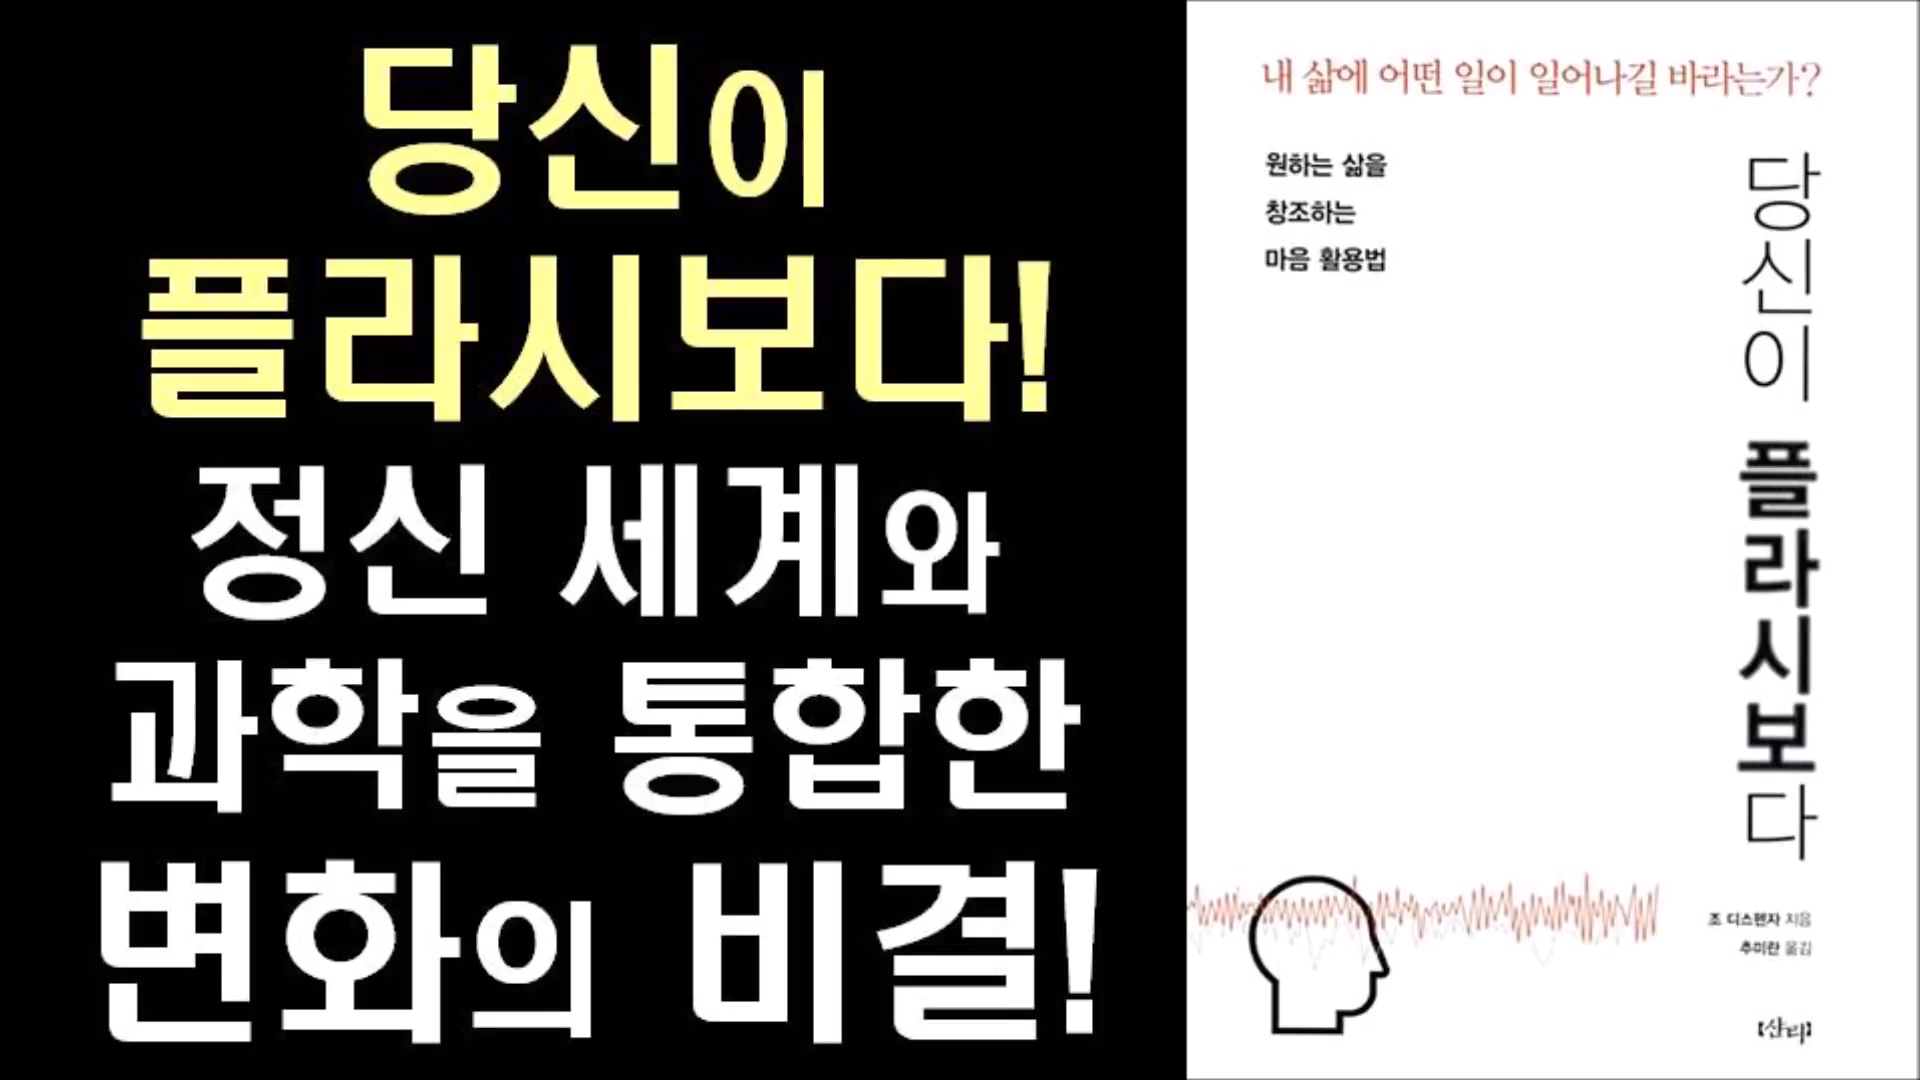 당신이
플라시보다!
정신 세계와
과학을 통합한
변화의 비결!
내 삶에 어떤 일이 일어나길 바라는가?
원하는 삶을
창조하는
마음 활용법
당신이 플라시보다
조 디스펜자 지음
추미란 옮김
[샨티]